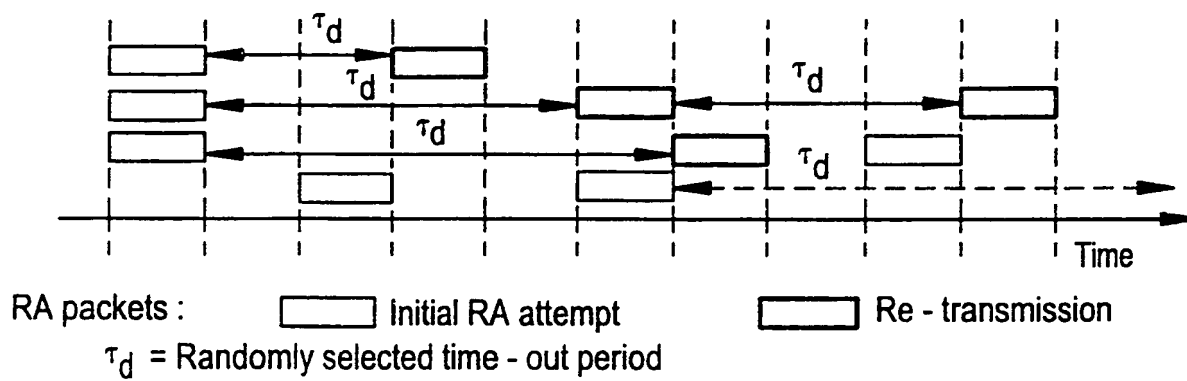 τd
τd
τd
τd
τd
Time
RA packets : Initial RA attempt Re - transmission
τd = Randomly selected time - out period